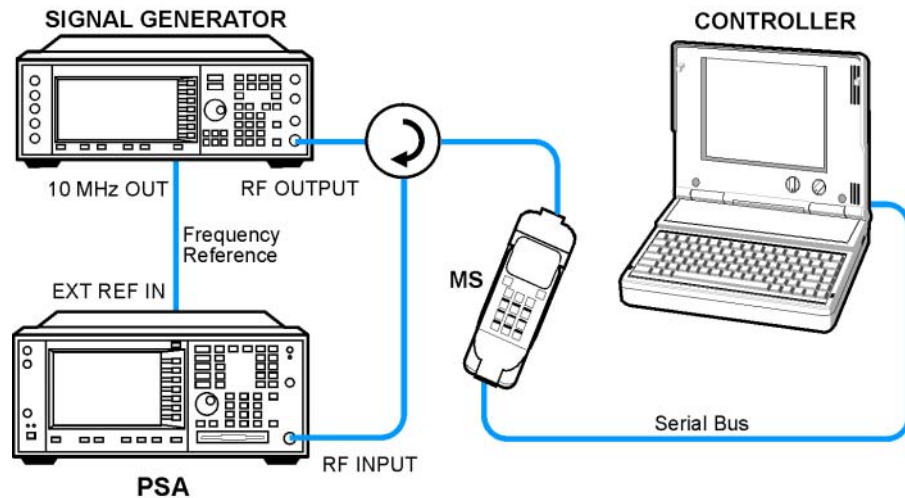 SIGNAL GENERATOR
CONTROLLER
10 MHz OUT
RF OUTPUT
Frequency
Reference
MS
EXT REF IN
Serial Bus
RF INPUT
PSA